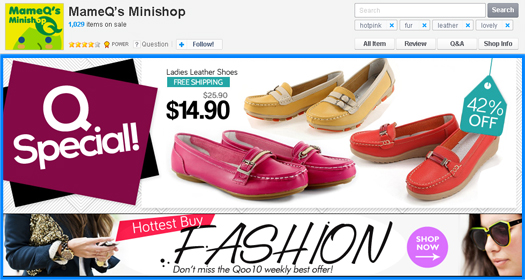 MameQ's
Minishop
MameQ's Minishop
1,029 items on sale
POWER
? Question
+ Follow!
Search
Search
hotpink ×
fur ×
leather ×
lovely ×
All Item
Review
Q&A
Shop Info
Q
Special!
Ladies Leather Shoes
FREE SHIPPING
$25.90
$14.90
42%
OFF
Hottest Buy
FASHION
Don't miss the Qoo10 weekly best offer!
SHOP
NOW